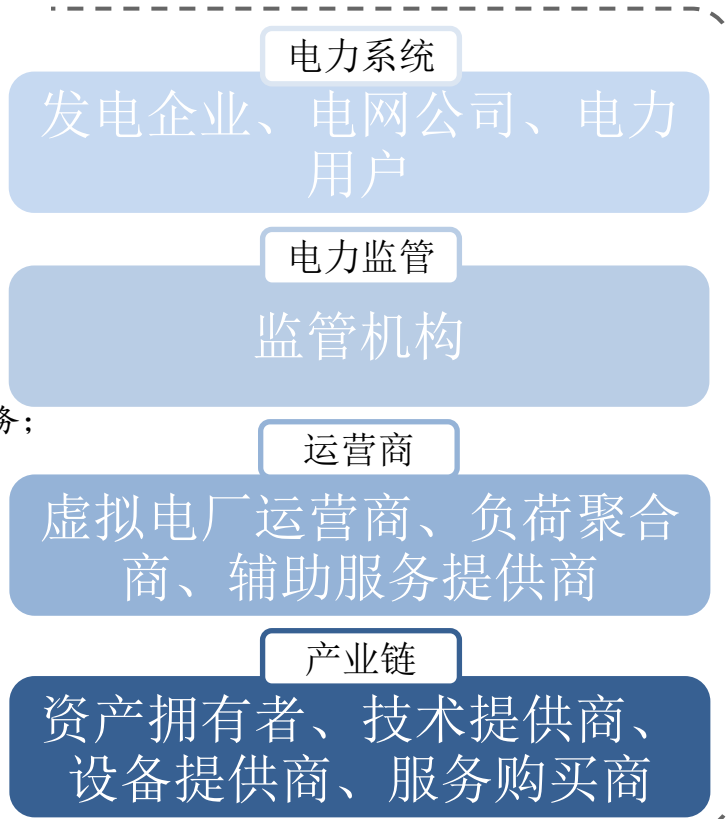 电力系统
发电企业、电网公司、电力
用户
电力监管
监管机构
务；
运营商
虚拟电厂运营商、负荷聚合
商、辅助服务提供商
产业链
资产拥有者、技术提供商、
设备提供商、服务购买商